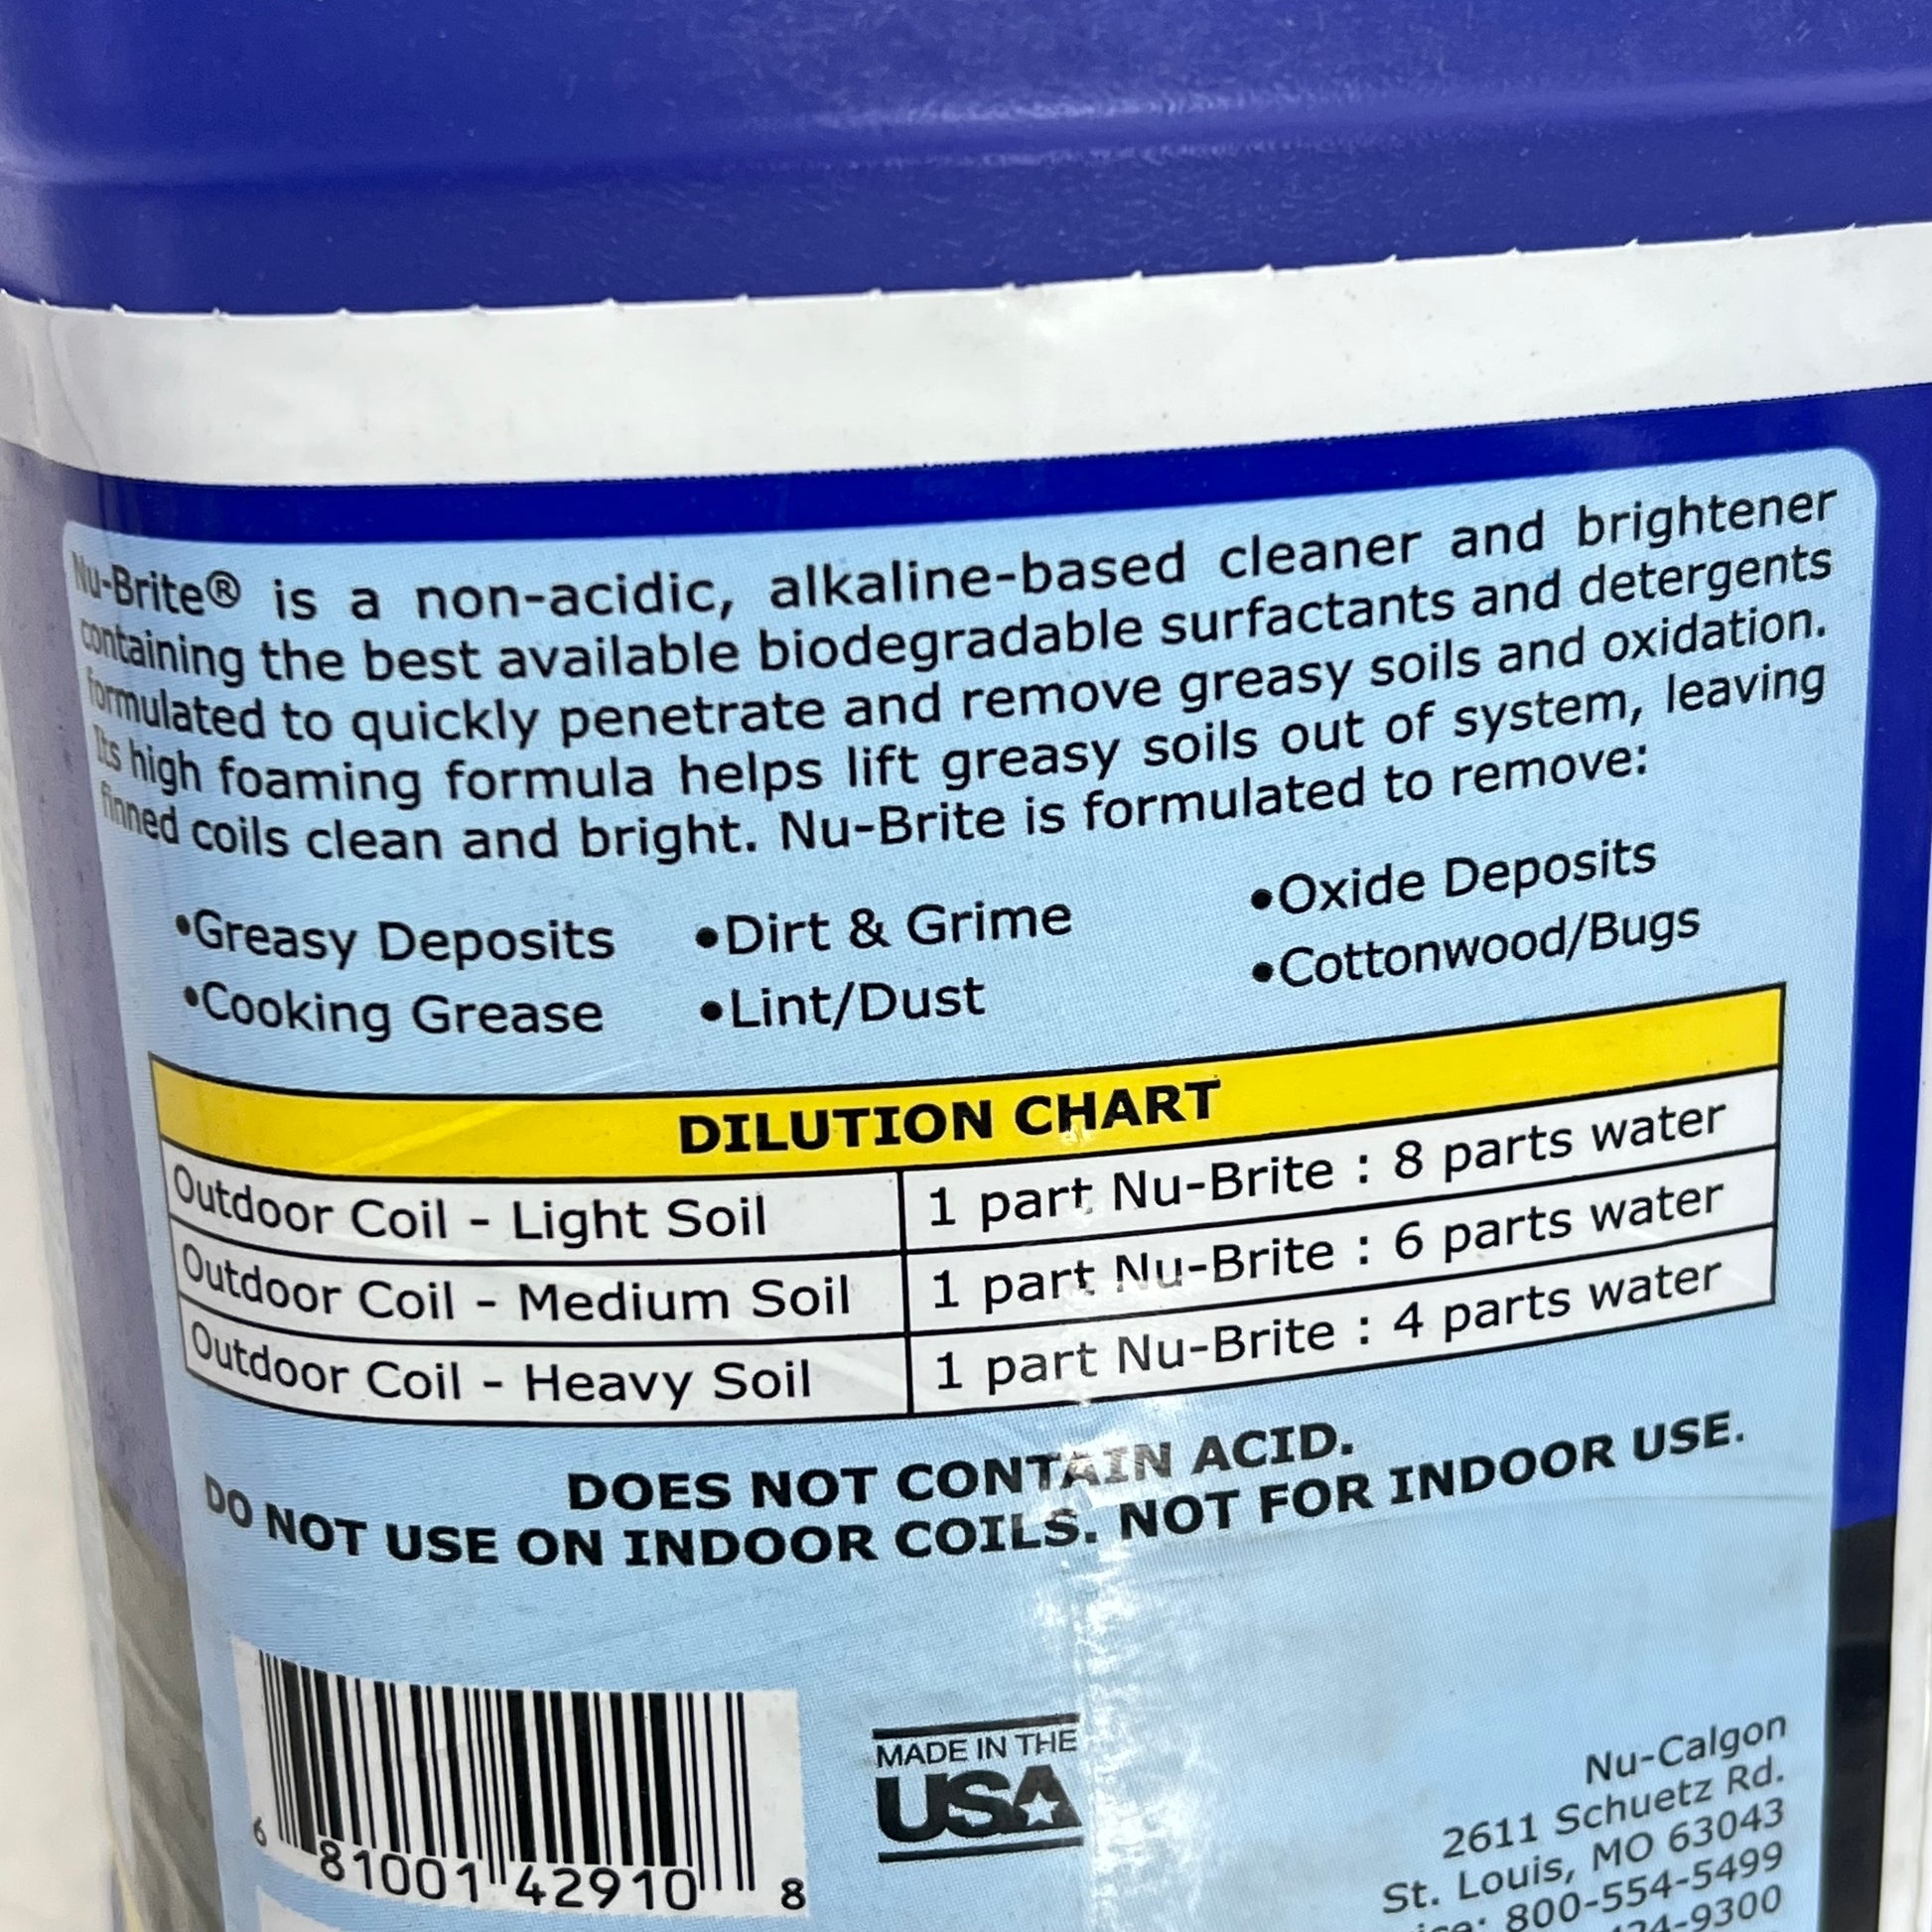 Nu-Brite® is a non-acidic, alkaline-based cleaner and brightener
containing the best available biodegradable surfactants and detergents
formulated to quickly penetrate and remove greasy soils and oxidation.
Its high foaming formula helps lift greasy soils out of system, leaving
finned coils clean and bright. Nu-Brite is formulated to remove:
•Greasy Deposits •Dirt & Grime •Oxide Deposits
•Cooking Grease •Lint/Dust •Cottonwood/Bugs
DILUTION CHART
Outdoor Coil - Light Soil 1 part Nu-Brite : 8 parts water
Outdoor Coil - Medium Soil 1 part Nu-Brite : 6 parts water
Outdoor Coil - Heavy Soil 1 part Nu-Brite : 4 parts water
DOES NOT CONTAIN ACID.
DO NOT USE ON INDOOR COILS. NOT FOR INDOOR USE.
6 81001 42910 8
MADE IN THE
USA
Nu-Calgon
2611 Schuetz Rd.
St. Louis, MO 63043
800-554-5499